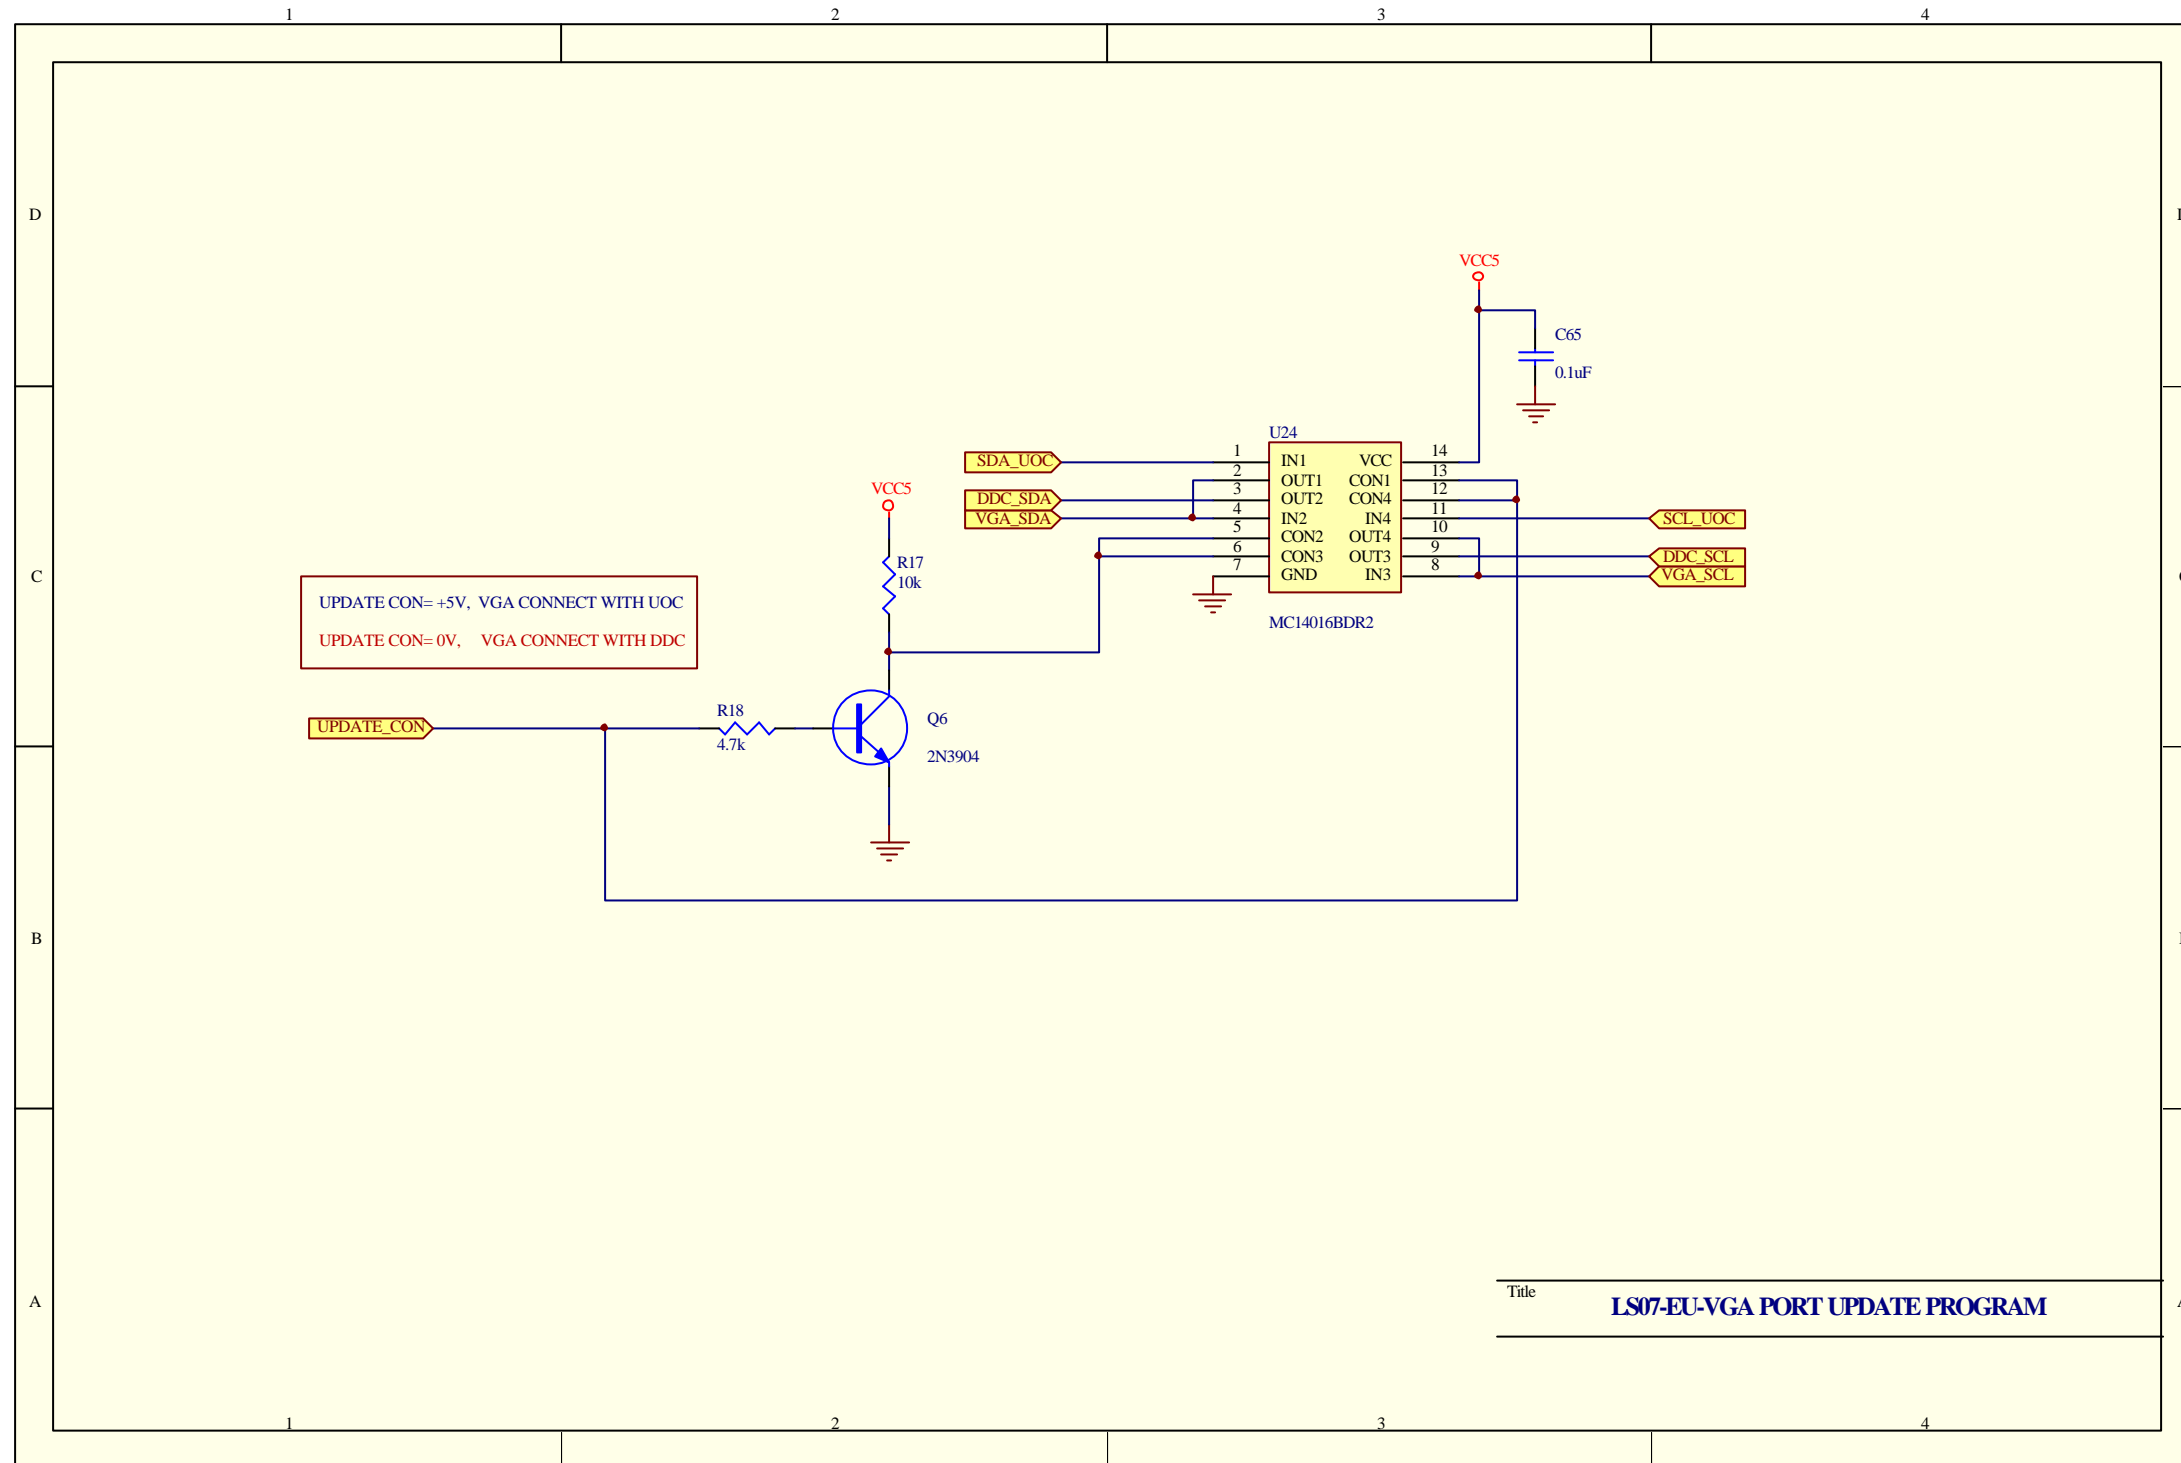 1 2 3 4
D
VCC5
C65
0.1uF
U24
SDA_UOC 1 IN1 VCC 14
2 OUT1 CON1 13
DDC_SDA 3 OUT2 CON4 12
VGA_SDA 4 IN2 IN4 11 SCL_UOC
5 CON2 OUT4 10
6 CON3 OUT3 9 DDC_SCL
7 GND IN3 8 VGA_SCL
MC14016BDR2
VCC5
R17
10k
C
UPDATE CON= +5V, VGA CONNECT WITH UOC
UPDATE CON= 0V, VGA CONNECT WITH DDC
UPDATE_CON
R18
4.7k
Q6
2N3904
B
A
Title
LS07-EU-VGA PORT UPDATE PROGRAM
1 2 3 4